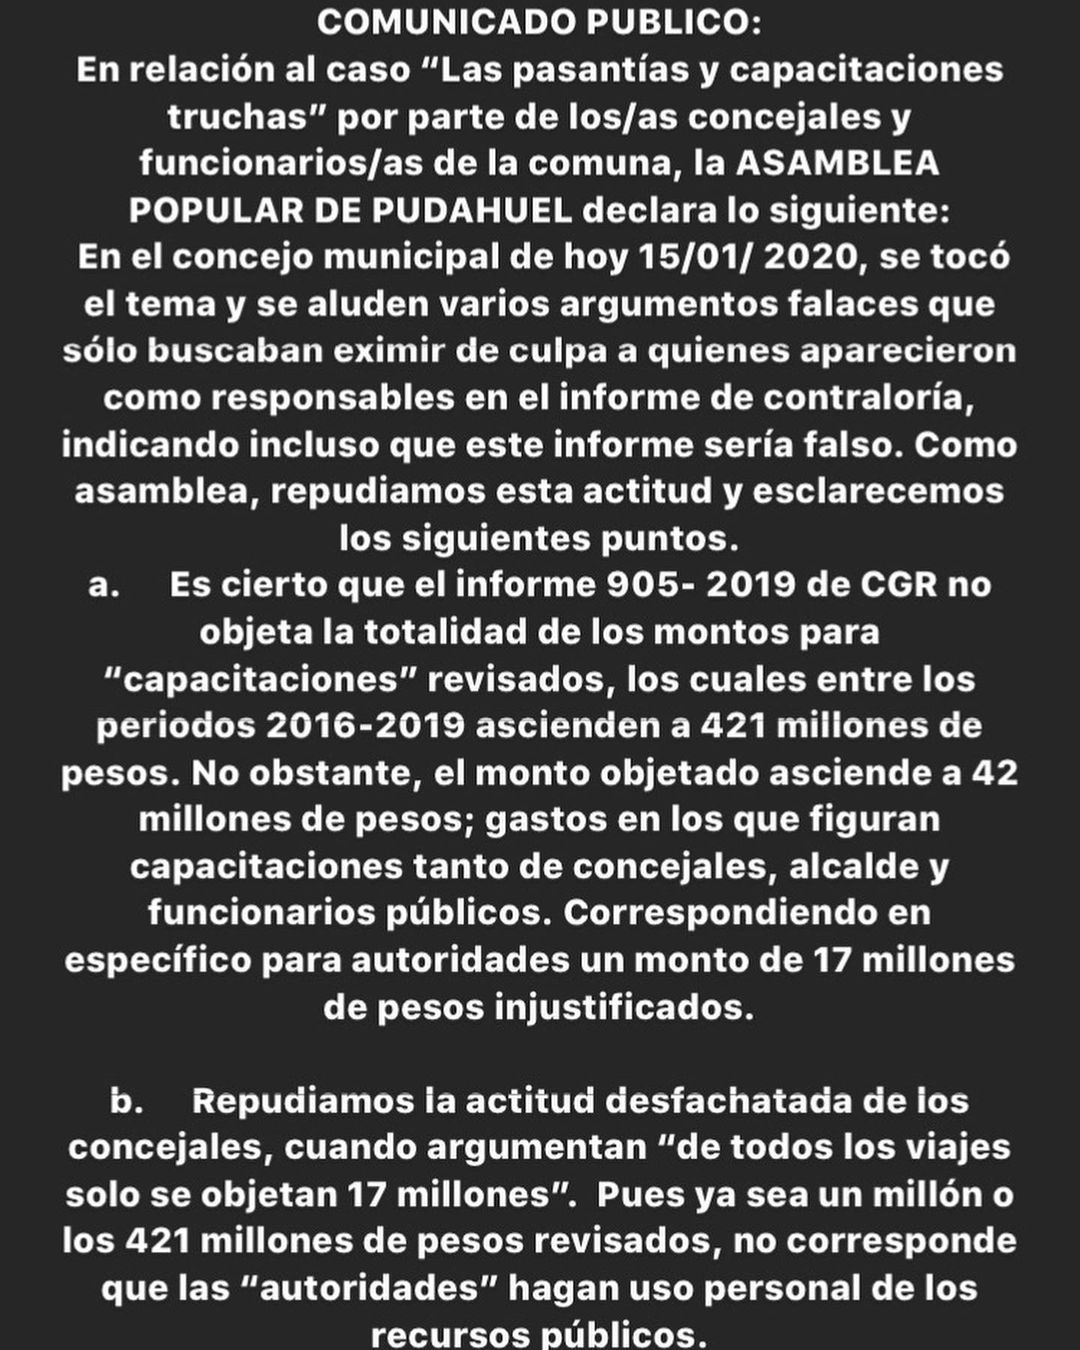 COMUNICADO PUBLICO:
En relación al caso “Las pasantías y capacitaciones
truchas” por parte de los/as concejales y
funcionarios/as de la comuna, la ASAMBLEA
POPULAR DE PUDAHUEL declara lo siguiente:
En el concejo municipal de hoy 15/01/ 2020, se tocó
el tema y se aluden varios argumentos falaces que
sólo buscaban eximir de culpa a quienes aparecieron
como responsables en el informe de contraloría,
indicando incluso que este informe sería falso. Como
asamblea, repudiamos esta actitud y esclarecemos
los siguientes puntos.
a. Es cierto que el informe 905- 2019 de CGR no
objeta la totalidad de los montos para
“capacitaciones” revisados, los cuales entre los
periodos 2016-2019 ascienden a 421 millones de
pesos. No obstante, el monto objetado asciende a 42
millones de pesos; gastos en los que figuran
capacitaciones tanto de concejales, alcalde y
funcionarios públicos. Correspondiendo en
específico para autoridades un monto de 17 millones
de pesos injustificados.
b. Repudiamos la actitud desfachatada de los
concejales, cuando argumentan “de todos los viajes
solo se objetan 17 millones”. Pues ya sea un millón o
los 421 millones de pesos revisados, no corresponde
que las “autoridades” hagan uso personal de los
recursos públicos.